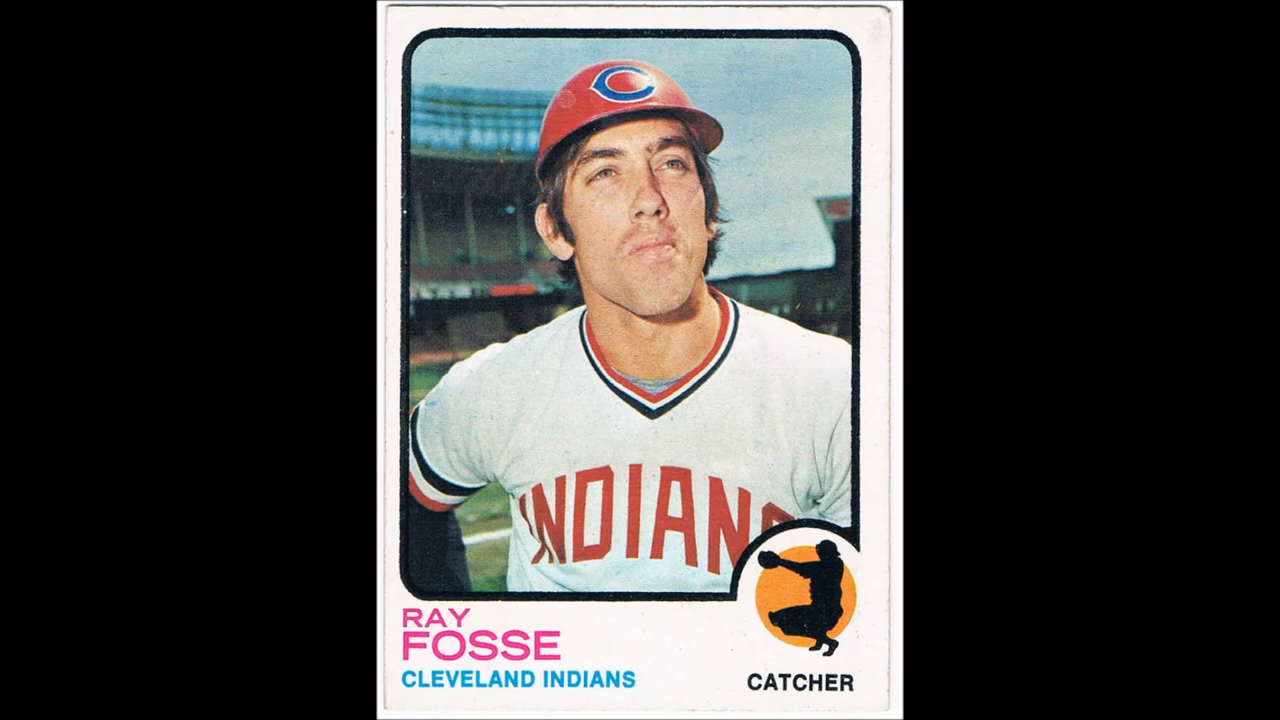 C
INDIANS
RAY
FOSSE
CLEVELAND INDIANS
CATCHER